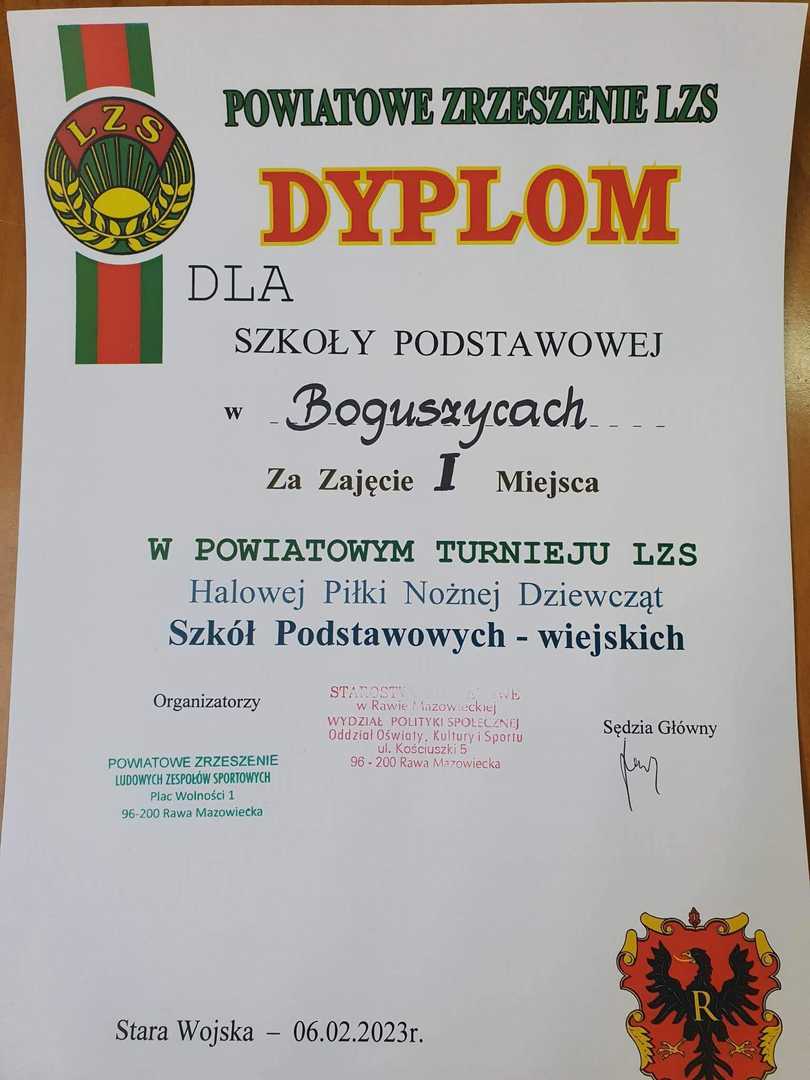 LZS
POWIATOWE ZRZESZENIE LZS
DYPLOM
DLA
SZKOŁY PODSTAWOWEJ
w Boguszycach
Za Zajęcie I Miejsca
W POWIATOWYM TURNIEJU LZS
Halowej Piłki Nożnej Dziewcząt
Szkół Podstawowych - wiejskich
Organizatorzy
POWIATOWE ZRZESZENIE
LUDOWYCH ZESPOŁÓW SPORTOWYCH
Plac Wolności 1
96-200 Rawa Mazowiecka
w Rawie Mazowieckiej
WYDZIAŁ POLITYKI SPOŁECZNEJ
Oddział Oświaty, Kultury i Sportu
ul. Kościuszki 5
96 - 200 Rawa Mazowiecka
Sędzia Główny
R
Stara Wojska – 06.02.2023r.